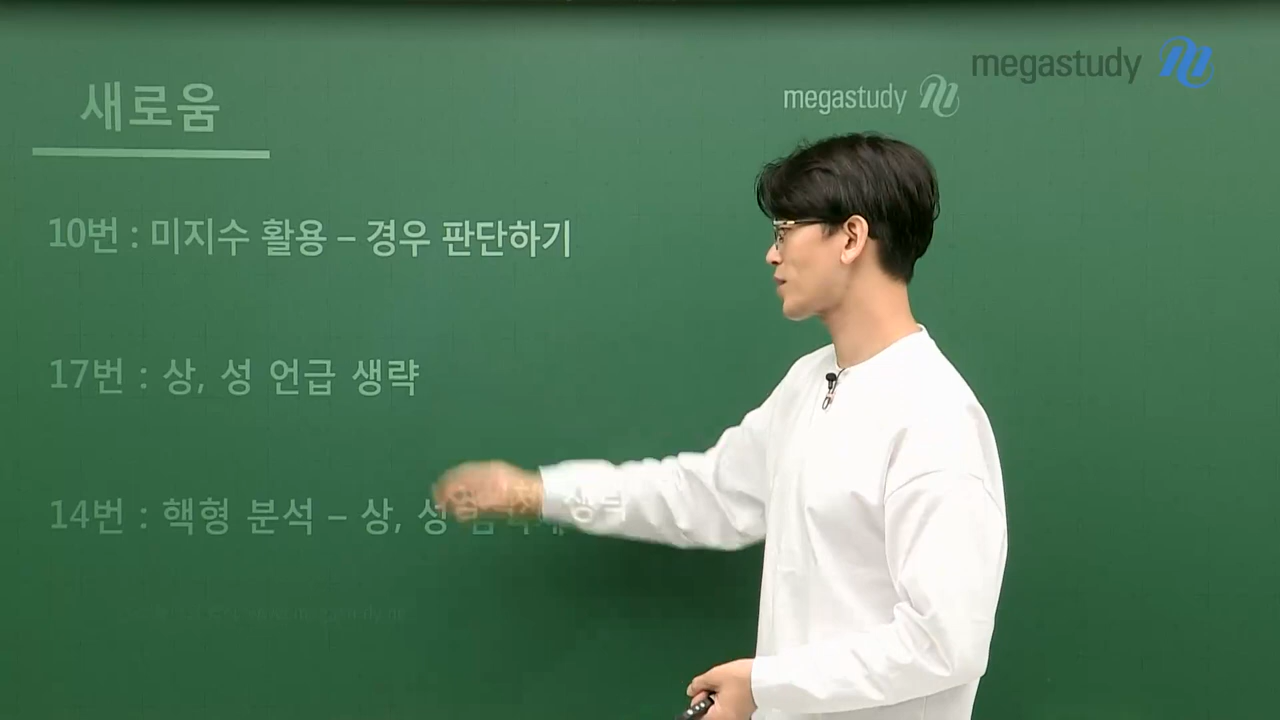 megastudy
새로움
megastudy
10번 : 미지수 활용 – 경우 판단하기
17번 : 상, 성 언급 생략
14번 : 핵형 분석 – 상, 성